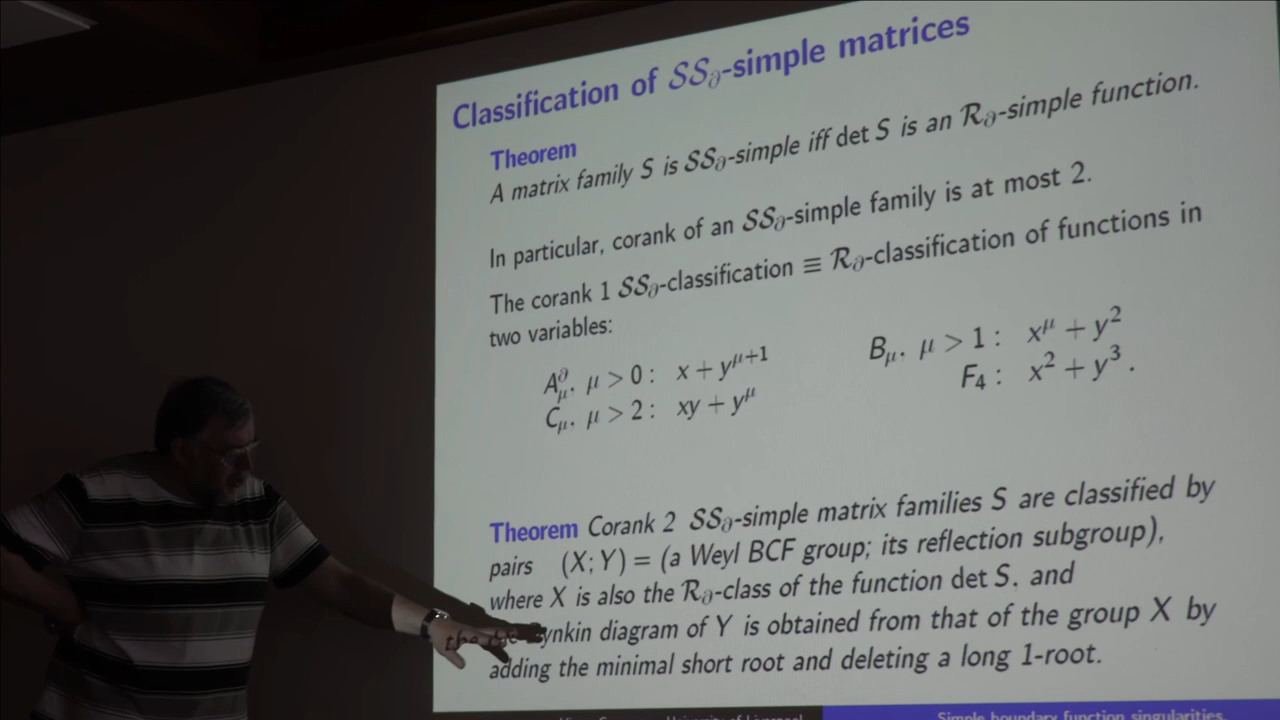 Classification of 𝒮𝒮∂-simple matrices
Theorem
A matrix family S is 𝒮𝒮∂-simple iff det S is an ℛ∂-simple function.
In particular, corank of an 𝒮𝒮∂-simple family is at most 2.
The corank 1 𝒮𝒮∂-classification ≡ ℛ∂-classification of functions in
two variables:
A^∂_μ, μ > 0 : x + y^{μ+1} B_μ, μ > 1 : x^μ + y^2
C_μ, μ > 2 : xy + y^μ F_4 : x^2 + y^3.
Theorem Corank 2 𝒮𝒮∂-simple matrix families S are classified by
pairs (X; Y) = (a Weyl BCF group; its reflection subgroup),
where X is also the ℛ∂-class of the function det S, and
the ynkin diagram of Y is obtained from that of the group X by
adding the minimal short root and deleting a long 1-root.
Simple boundary function singularities